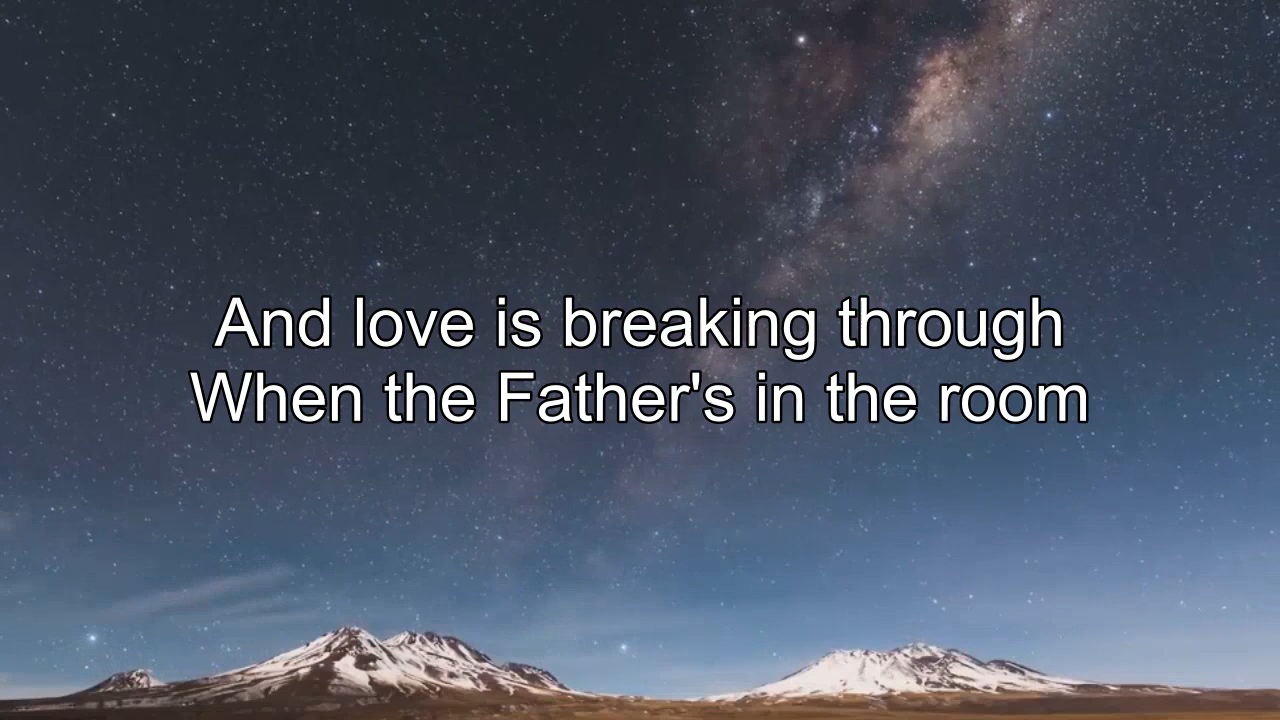 And love is breaking through
When the Father's in the room